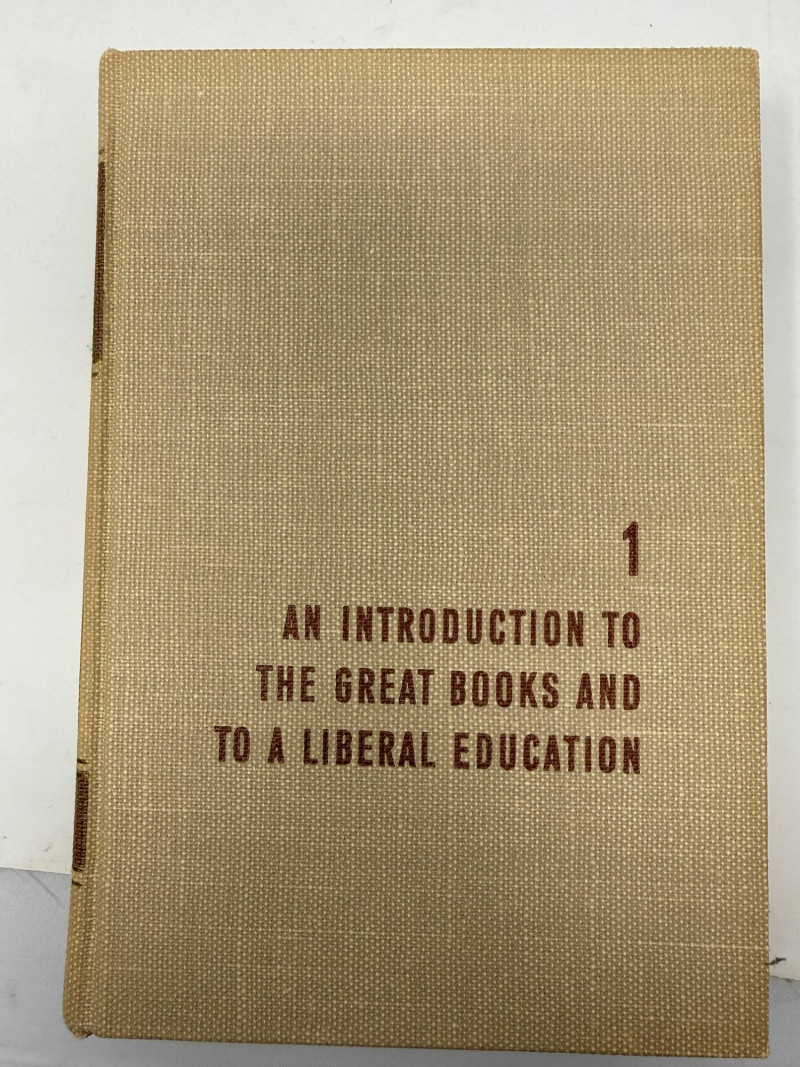 1
AN INTRODUCTION TO
THE GREAT BOOKS AND
TO A LIBERAL EDUCATION